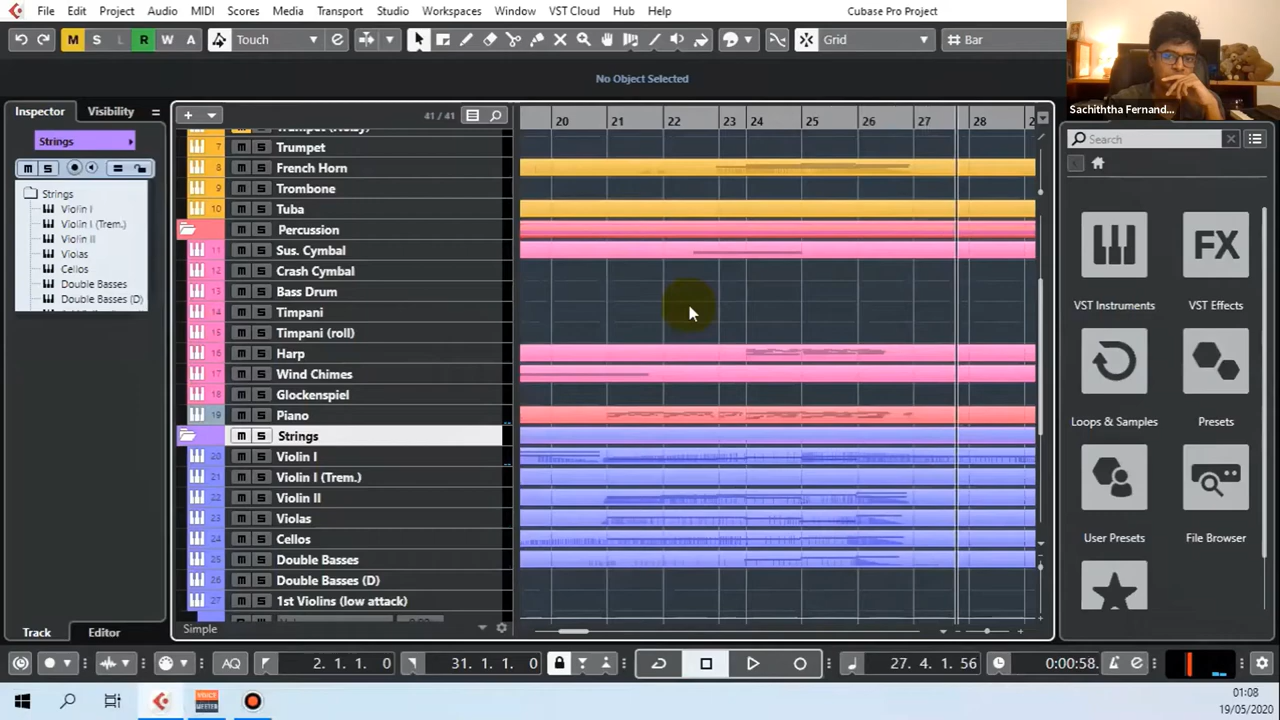 File Edit Project Audio MIDI Scores Media Transport Studio Workspaces Window VST Cloud Hub Help Cubase Pro Project
M S L R W A Touch Grid Bar
No Object Selected
Sachiththa Fernand...
Inspector Visibility
Strings
M S
Strings
Violin I
Violin I (Trem.)
Violin II
Violas
Cellos
Double Basses
Double Basses (D)
41 / 41
20 21 22 23 24 25 26 27 28 2
7 M S Trumpet
8 M S French Horn
9 M S Trombone
10 M S Tuba
M S Percussion
11 M S Sus. Cymbal
12 M S Crash Cymbal
13 M S Bass Drum
14 M S Timpani
15 M S Timpani (roll)
16 M S Harp
17 M S Wind Chimes
18 M S Glockenspiel
19 M S Piano
M S Strings
20 M S Violin I
21 M S Violin I (Trem.)
22 M S Violin II
23 M S Violas
24 M S Cellos
25 M S Double Basses
26 M S Double Basses (D)
27 M S 1st Violins (low attack)
Simple
Search
VST Instruments
FX
VST Effects
Loops & Samples
Presets
User Presets
File Browser
Track Editor
AQ 2. 1. 1. 0 31. 1. 1. 0 27. 4. 1. 56 0:00:58.
VOICE MEETER
01:08
19/05/2020